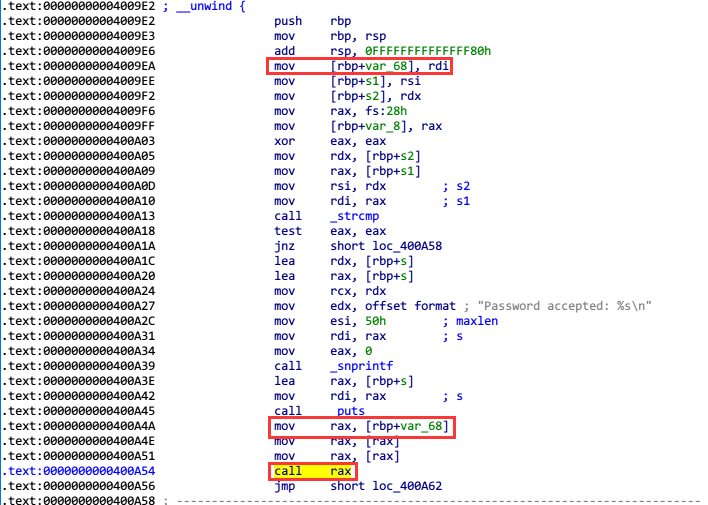 .text:00000000004009E2 ; __unwind {
.text:00000000004009E2 push rbp
.text:00000000004009E3 mov rbp, rsp
.text:00000000004009E6 add rsp, 0FFFFFFFFFFFFFF80h
.text:00000000004009EA mov [rbp+var_68], rdi
.text:00000000004009EE mov [rbp+s1], rsi
.text:00000000004009F2 mov [rbp+s2], rdx
.text:00000000004009F6 mov rax, fs:28h
.text:00000000004009FF mov [rbp+var_8], rax
.text:0000000000400A03 xor eax, eax
.text:0000000000400A05 mov rdx, [rbp+s2]
.text:0000000000400A09 mov rax, [rbp+s1]
.text:0000000000400A0D mov rsi, rdx ; s2
.text:0000000000400A10 mov rdi, rax ; s1
.text:0000000000400A13 call _strcmp
.text:0000000000400A18 test eax, eax
.text:0000000000400A1A jnz short loc_400A58
.text:0000000000400A1C lea rdx, [rbp+s]
.text:0000000000400A20 lea rax, [rbp+s]
.text:0000000000400A24 mov rcx, rdx
.text:0000000000400A27 mov edx, offset format ; "Password accepted: %s\n"
.text:0000000000400A2C mov esi, 50h ; maxlen
.text:0000000000400A31 mov rdi, rax ; s
.text:0000000000400A34 mov eax, 0
.text:0000000000400A39 call _snprintf
.text:0000000000400A3E lea rax, [rbp+s]
.text:0000000000400A42 mov rdi, rax ; s
.text:0000000000400A45 call puts
.text:0000000000400A4A mov rax, [rbp+var_68]
.text:0000000000400A4E mov rax, [rax]
.text:0000000000400A51 mov rax, [rax]
.text:0000000000400A54 call rax
.text:0000000000400A56 jmp short loc_400A62
.text:0000000000400A58 ; ---------------------------------------------------------------------------